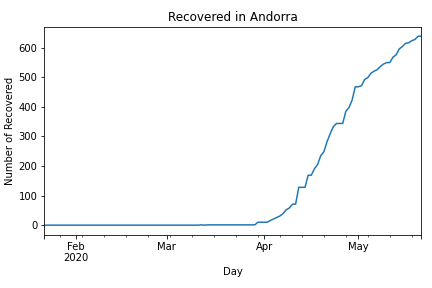 Recovered in Andorra
Number of Recovered
600
500
400
300
200
100
0
Feb
2020
Mar
Apr
May
Day